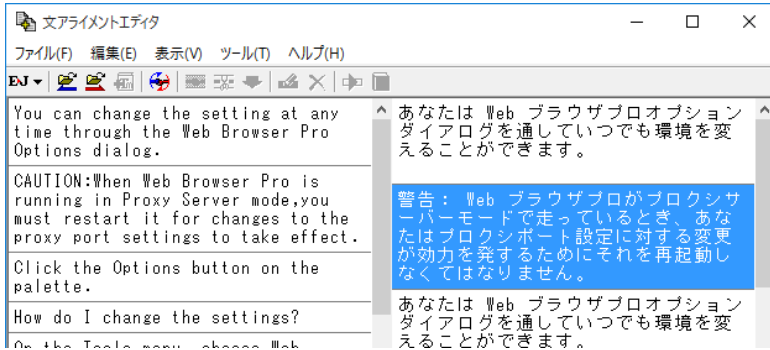 文アライメントエディタ
ファイル(F) 編集(E) 表示(V) ツール(T) ヘルプ(H)
EJ
You can change the setting at any
time through the Web Browser Pro
Options dialog.
CAUTION:When Web Browser Pro is
running in Proxy Server mode,you
must restart it for changes to the
proxy port settings to take effect.
Click the Options button on the
palette.
How do I change the settings?
On the Tools menu, choose Web
あなたは Web ブラウザプロオプション
ダイアログを通していつでも環境を変
えることができます。
警告: Web ブラウザプロがプロクシサ
ーバーモードで走っているとき、あな
たはプロクシポート設定に対する変更
が効力を発するためにそれを再起動し
なくてはなりません。
あなたは Web ブラウザプロオプション
ダイアログを通していつでも環境を変
えることができます。